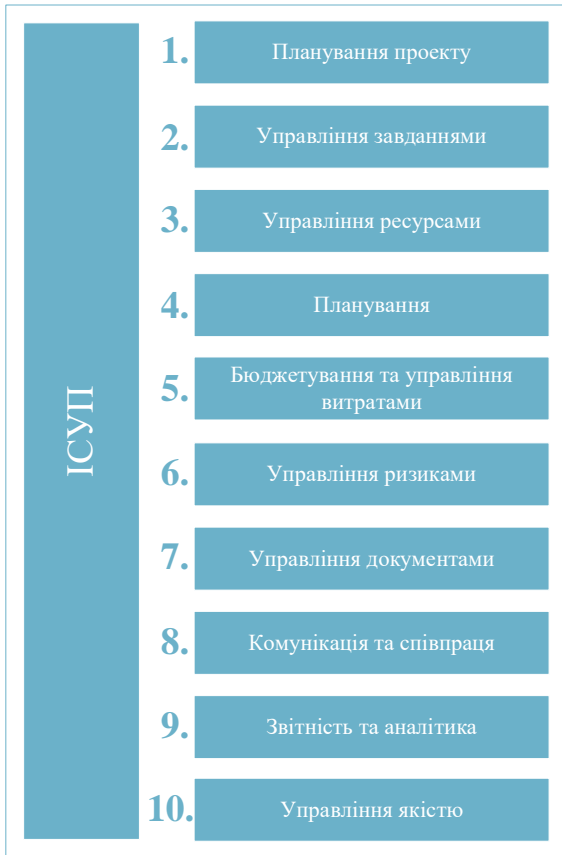 ІСУП
1. Планування проекту
2. Управління завданнями
3. Управління ресурсами
4. Планування
5. Бюджетування та управління
витратами
6. Управління ризиками
7. Управління документами
8. Комунікація та співпраця
9. Звітність та аналітика
10. Управління якістю